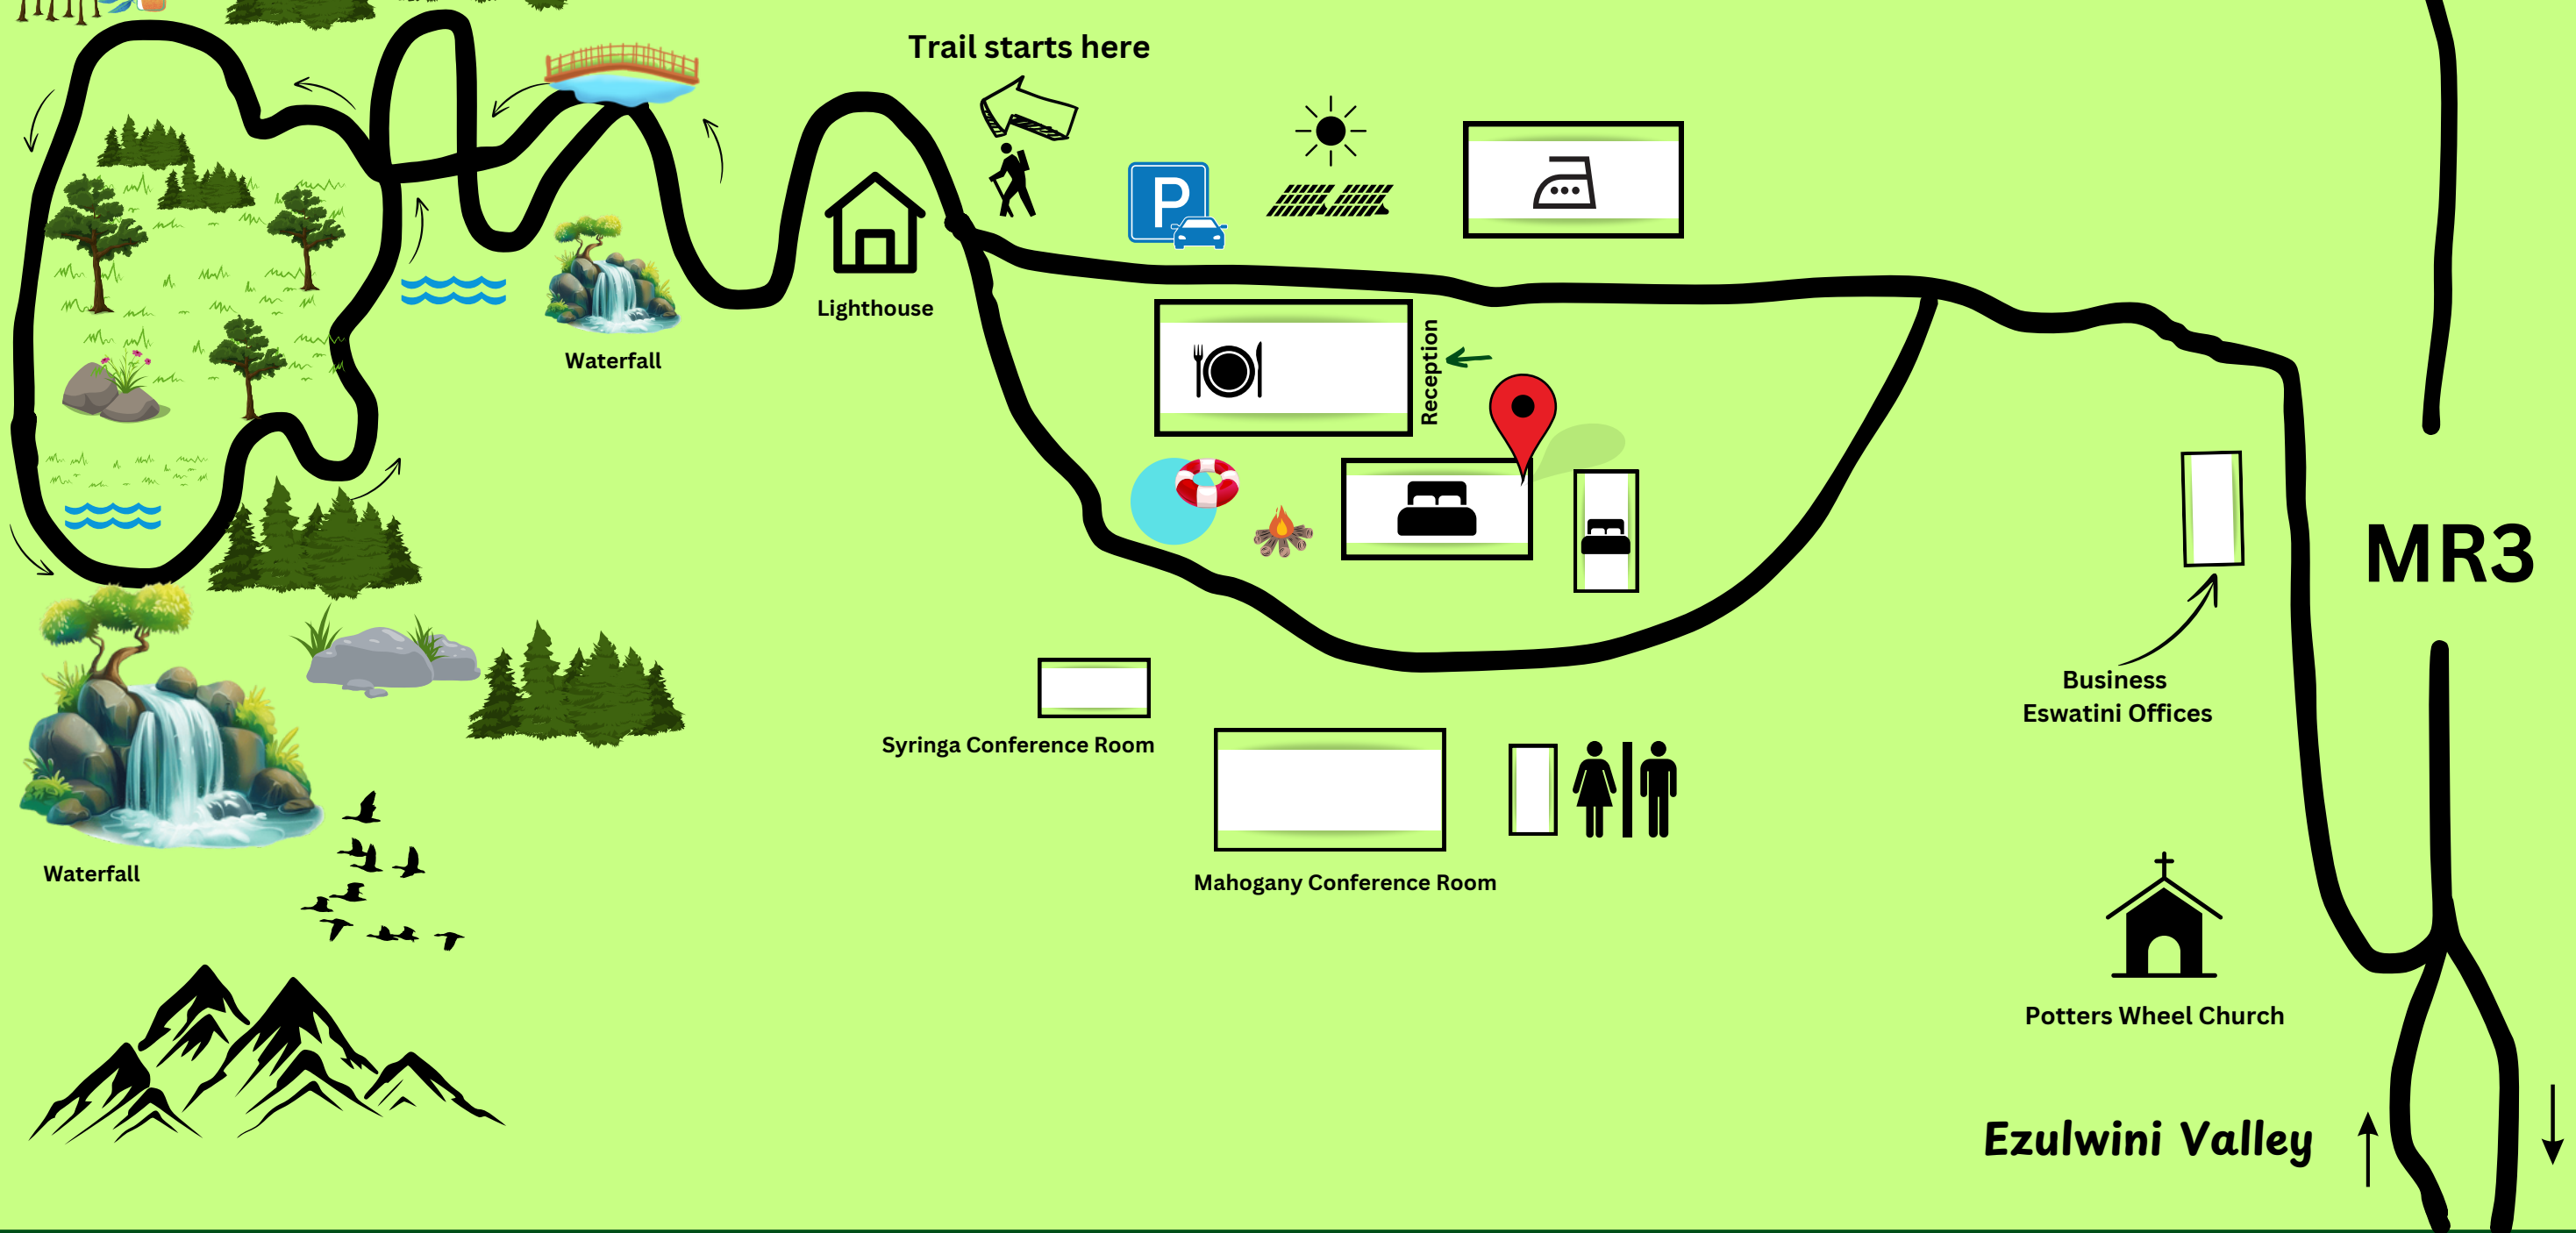 Trail starts here
P
Lighthouse
Reception
Waterfall
MR3
Business
Eswatini Offices
Syringa Conference Room
Waterfall
Mahogany Conference Room
Potters Wheel Church
Ezulwini Valley